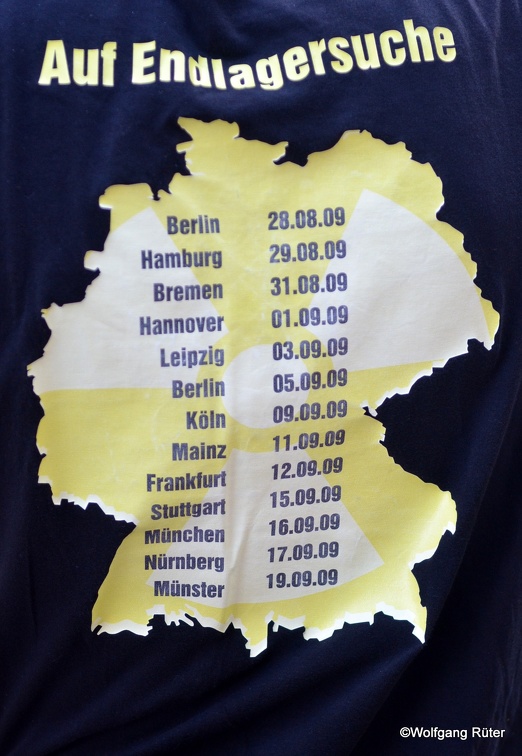 Auf Endlagersuche
Berlin 28.08.09
Hamburg 29.08.09
Bremen 31.08.09
Hannover 01.09.09
Leipzig 03.09.09
Berlin 05.09.09
Köln 09.09.09
Mainz 11.09.09
Frankfurt 12.09.09
Stuttgart 15.09.09
München 16.09.09
Nürnberg 17.09.09
Münster 19.09.09
©Wolfgang Rüter